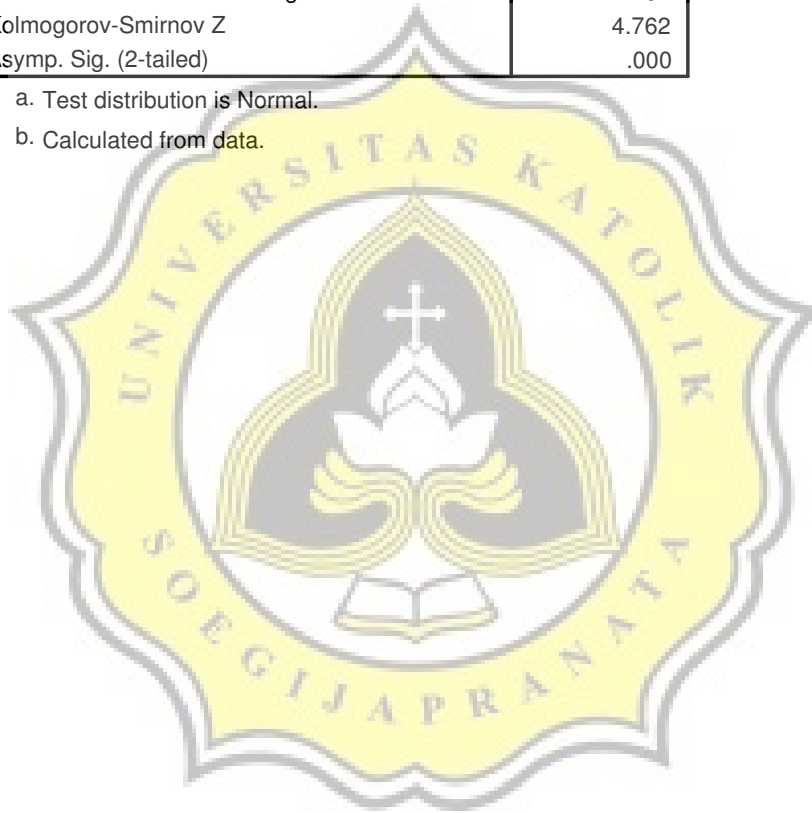 Kolmogorov-Smirnov Z 4.762
Asymp. Sig. (2-tailed) .000
a. Test distribution is Normal.
b. Calculated from data.
UNIVERSITAS KATOLIK
SOEGIJAPRANATA